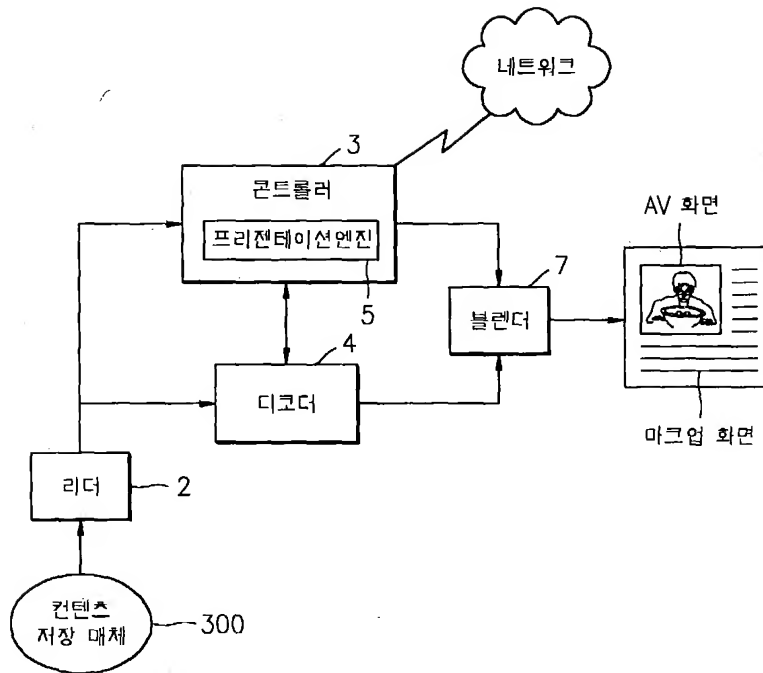 네트워크
3
콘트롤러
프리젠테이션엔진
5
AV 화면
7
블렌더
4
디코더
마크업 화면
리더
2
컨텐츠
저장 매체
300